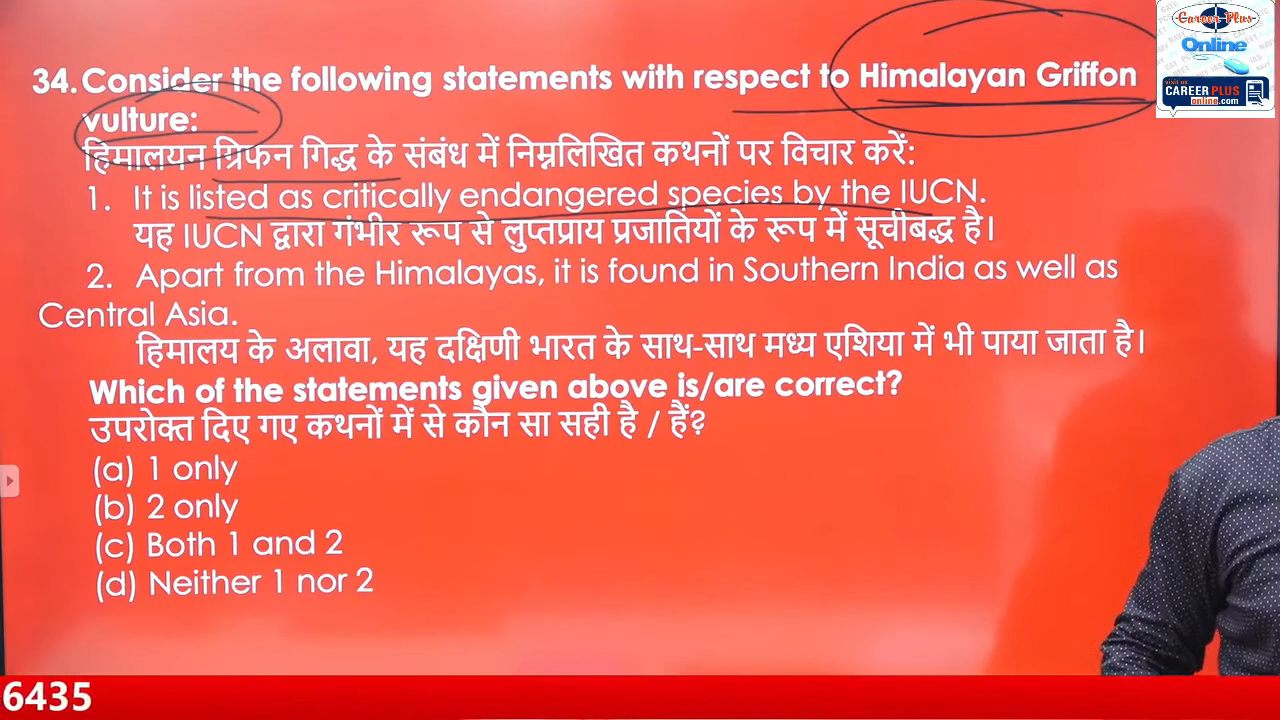 Career Plus
Online
visit us
CAREER PLUS
online.com
34. Consider the following statements with respect to Himalayan Griffon
vulture:
हिमालयन ग्रिफन गिद्ध के संबंध में निम्नलिखित कथनों पर विचार करें:
1. It is listed as critically endangered species by the IUCN.
यह IUCN द्वारा गंभीर रूप से लुप्तप्राय प्रजातियों के रूप में सूचीबद्ध है।
2. Apart from the Himalayas, it is found in Southern India as well as
Central Asia.
हिमालय के अलावा, यह दक्षिणी भारत के साथ-साथ मध्य एशिया में भी पाया जाता है।
Which of the statements given above is/are correct?
उपरोक्त दिए गए कथनों में से कौन सा सही है / हैं?
(a) 1 only
(b) 2 only
(c) Both 1 and 2
(d) Neither 1 nor 2
6435